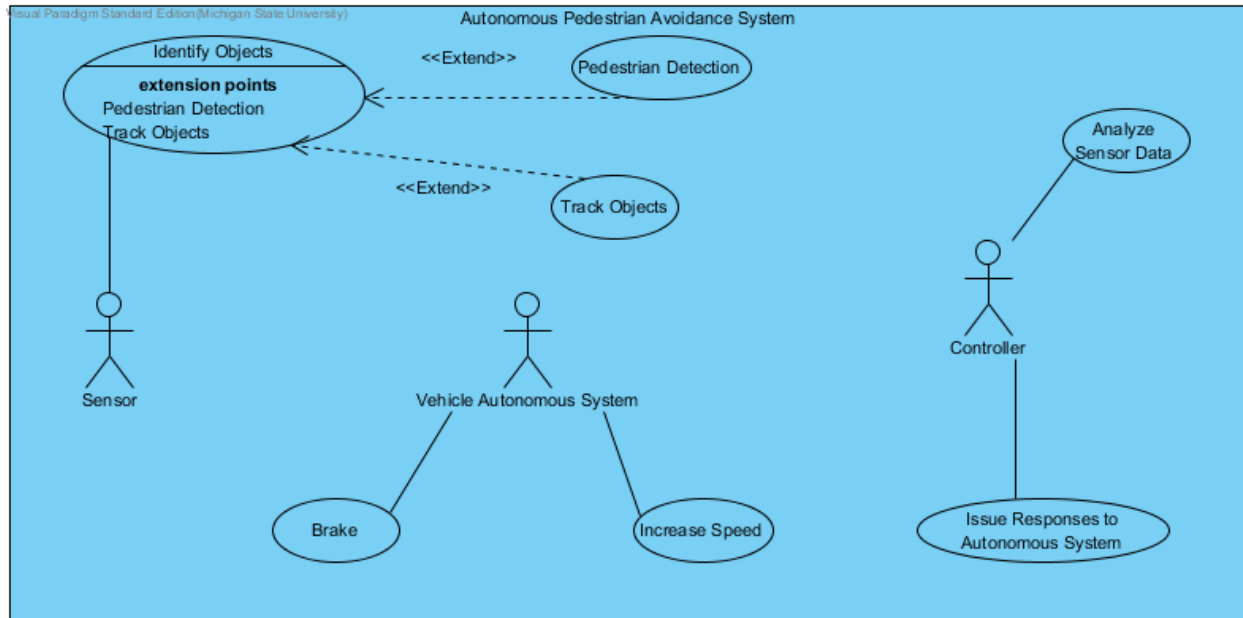 Visual Paradigm Standard Edition(Michigan State University)
Autonomous Pedestrian Avoidance System
Identify Objects
extension points
Pedestrian Detection
Track Objects
<<Extend>>
Pedestrian Detection
<<Extend>>
Track Objects
Analyze
Sensor Data
Controller
Sensor
Vehicle Autonomous System
Brake
Increase Speed
Issue Responses to
Autonomous System